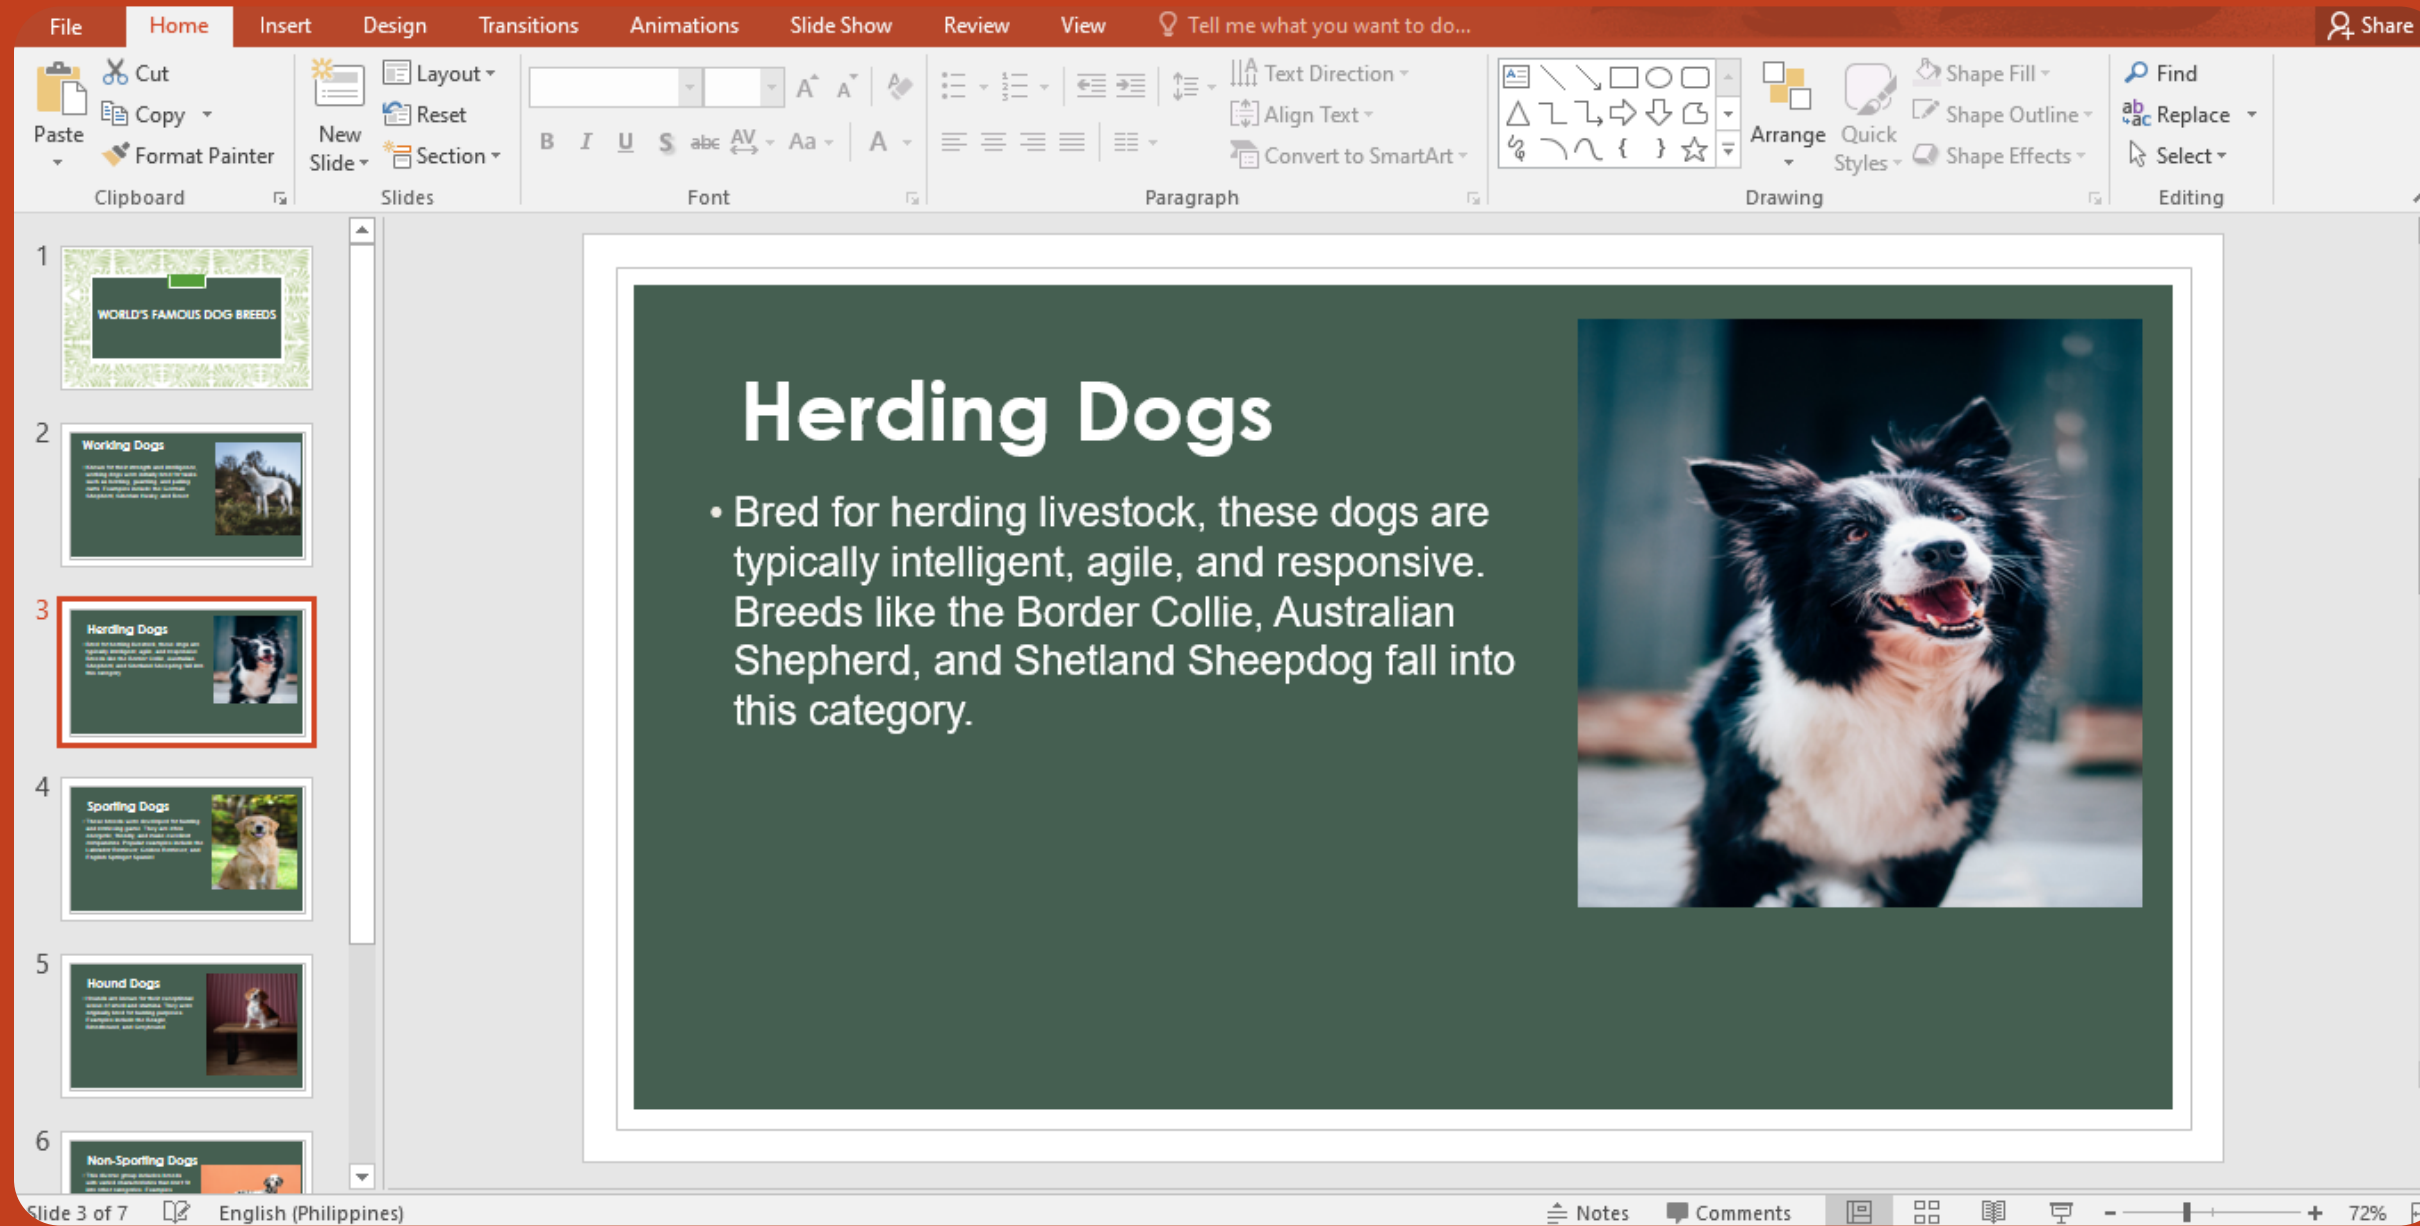 File Home Insert Design Transitions Animations Slide Show Review View Tell me what you want to do... Share
Paste
Cut
Copy
Format Painter
Clipboard
New Slide
Layout
Reset
Section
Slides
B I U S abc AV Aa A
Font
Text Direction
Align Text
Convert to SmartArt
Paragraph
Arrange
Quick Styles
Shape Fill
Shape Outline
Shape Effects
Drawing
Find
Replace
Select
Editing
1
WORLD'S FAMOUS DOG BREEDS
2
Working Dogs
3
Herding Dogs
4
Sporting Dogs
5
Hound Dogs
6
Non-Sporting Dogs
Herding Dogs
• Bred for herding livestock, these dogs are
typically intelligent, agile, and responsive.
Breeds like the Border Collie, Australian
Shepherd, and Shetland Sheepdog fall into
this category.
Slide 3 of 7 English (Philippines) Notes Comments 72%